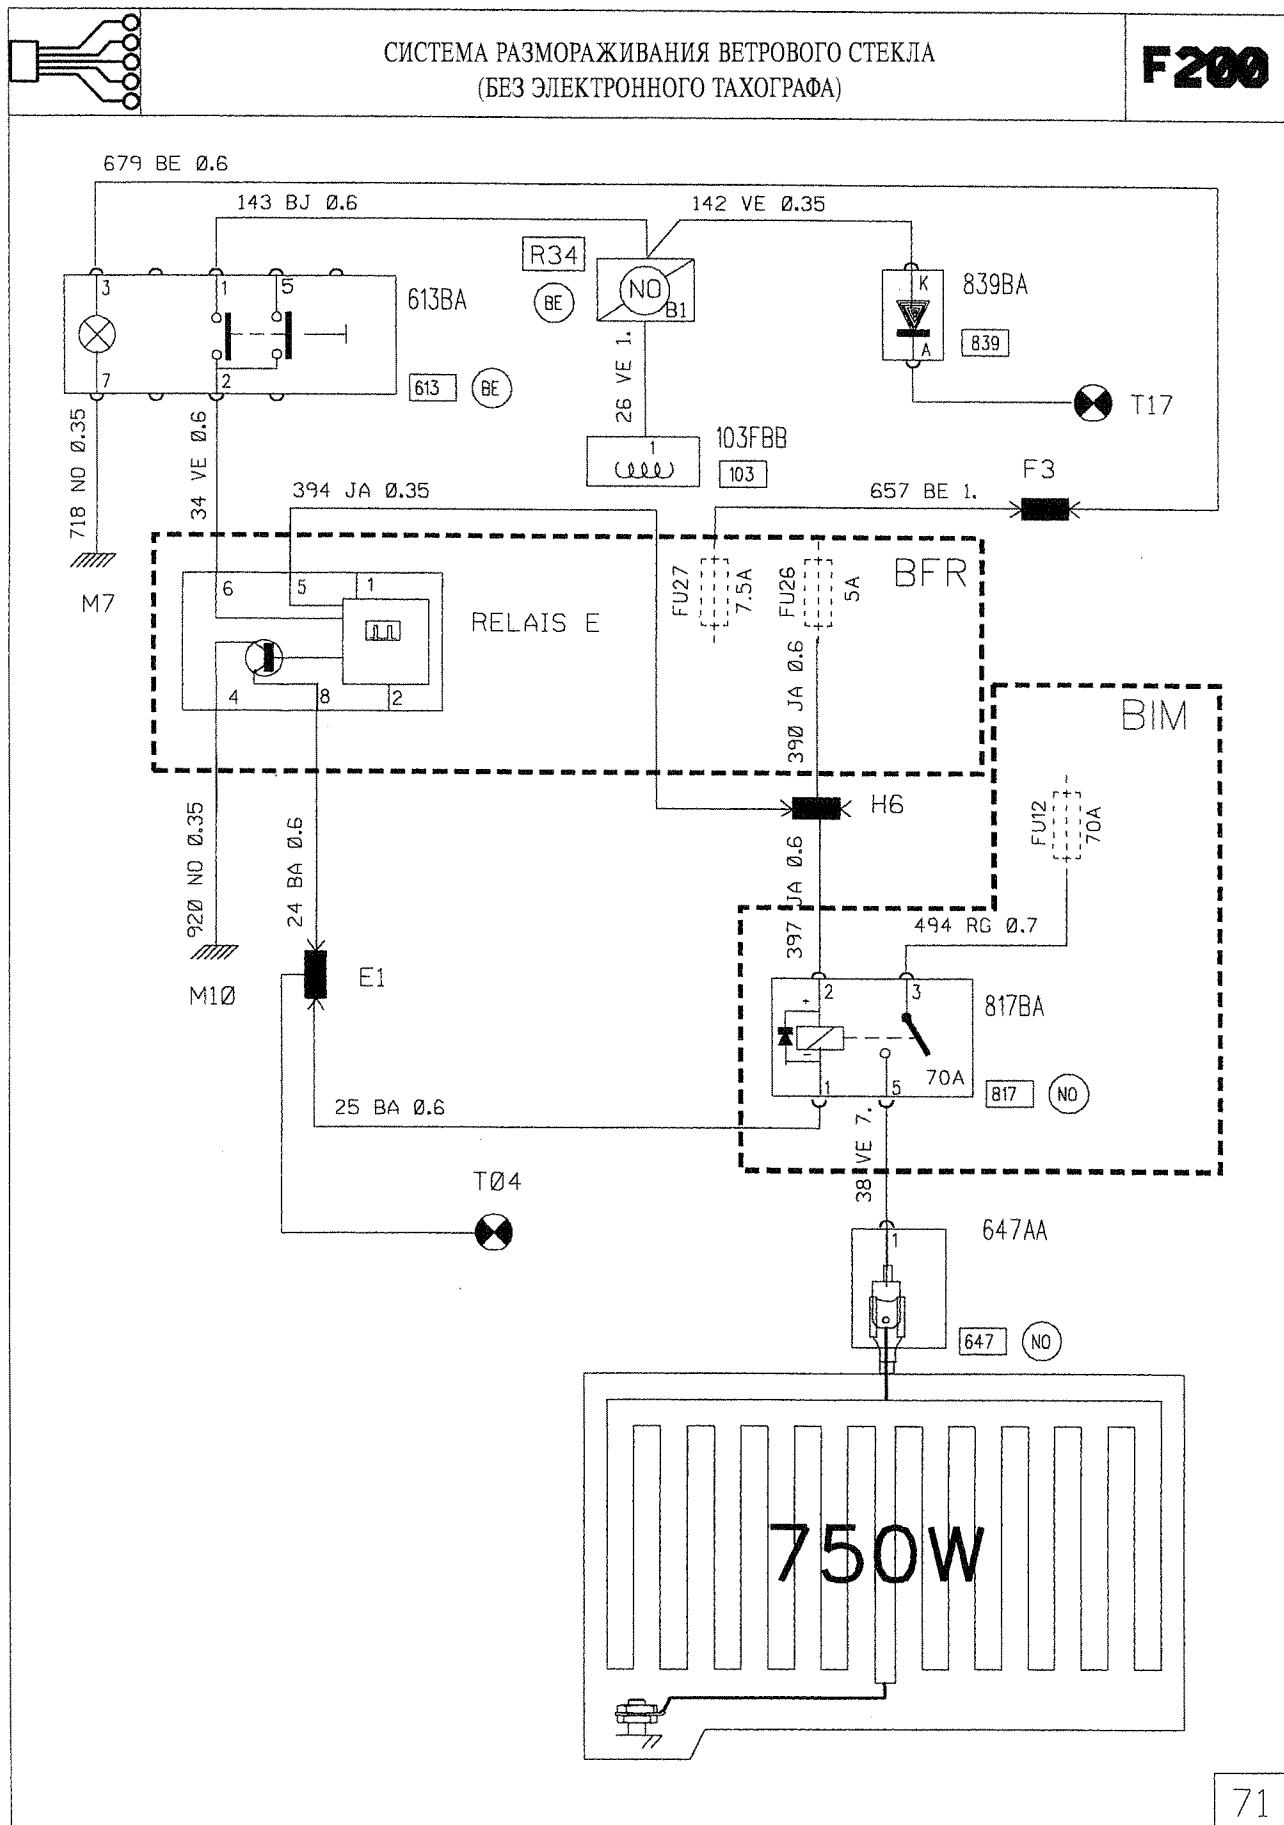 СИСТЕМА РАЗМОРАЖИВАНИЯ ВЕТРОВОГО СТЕКЛА
(БЕЗ ЭЛЕКТРОННОГО ТАХОГРАФА)
F200
679 BE 0.6
143 BJ 0.6
142 VE 0.35
R34
BE
NO
B1
K
A
839BA
839
3
1
5
613BA
7
2
613
BE
T17
26 VE 1.
103FBB
1
103
718 NO 0.35
34 VE 0.6
394 JA 0.35
657 BE 1.
F3
M7
BFR
6
5
1
RELAIS E
FU27
7.5A
FU26
5A
4
8
2
390 JA 0.6
BIM
H6
FU12
70A
920 NO 0.35
24 BA 0.6
397 JA 0.6
494 RG 0.7
M10
E1
2
3
817BA
+
-
70A
1
5
817
NO
25 BA 0.6
38 VE 7.
T04
1
647AA
647
NO
750W
71